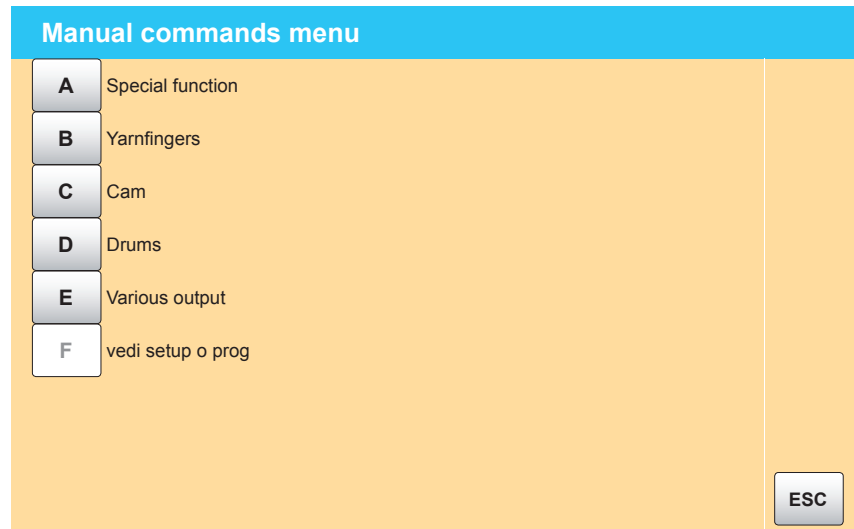 Manual commands menu
A Special function
B Yarnfingers
C Cam
D Drums
E Various output
F vedi setup o prog
ESC